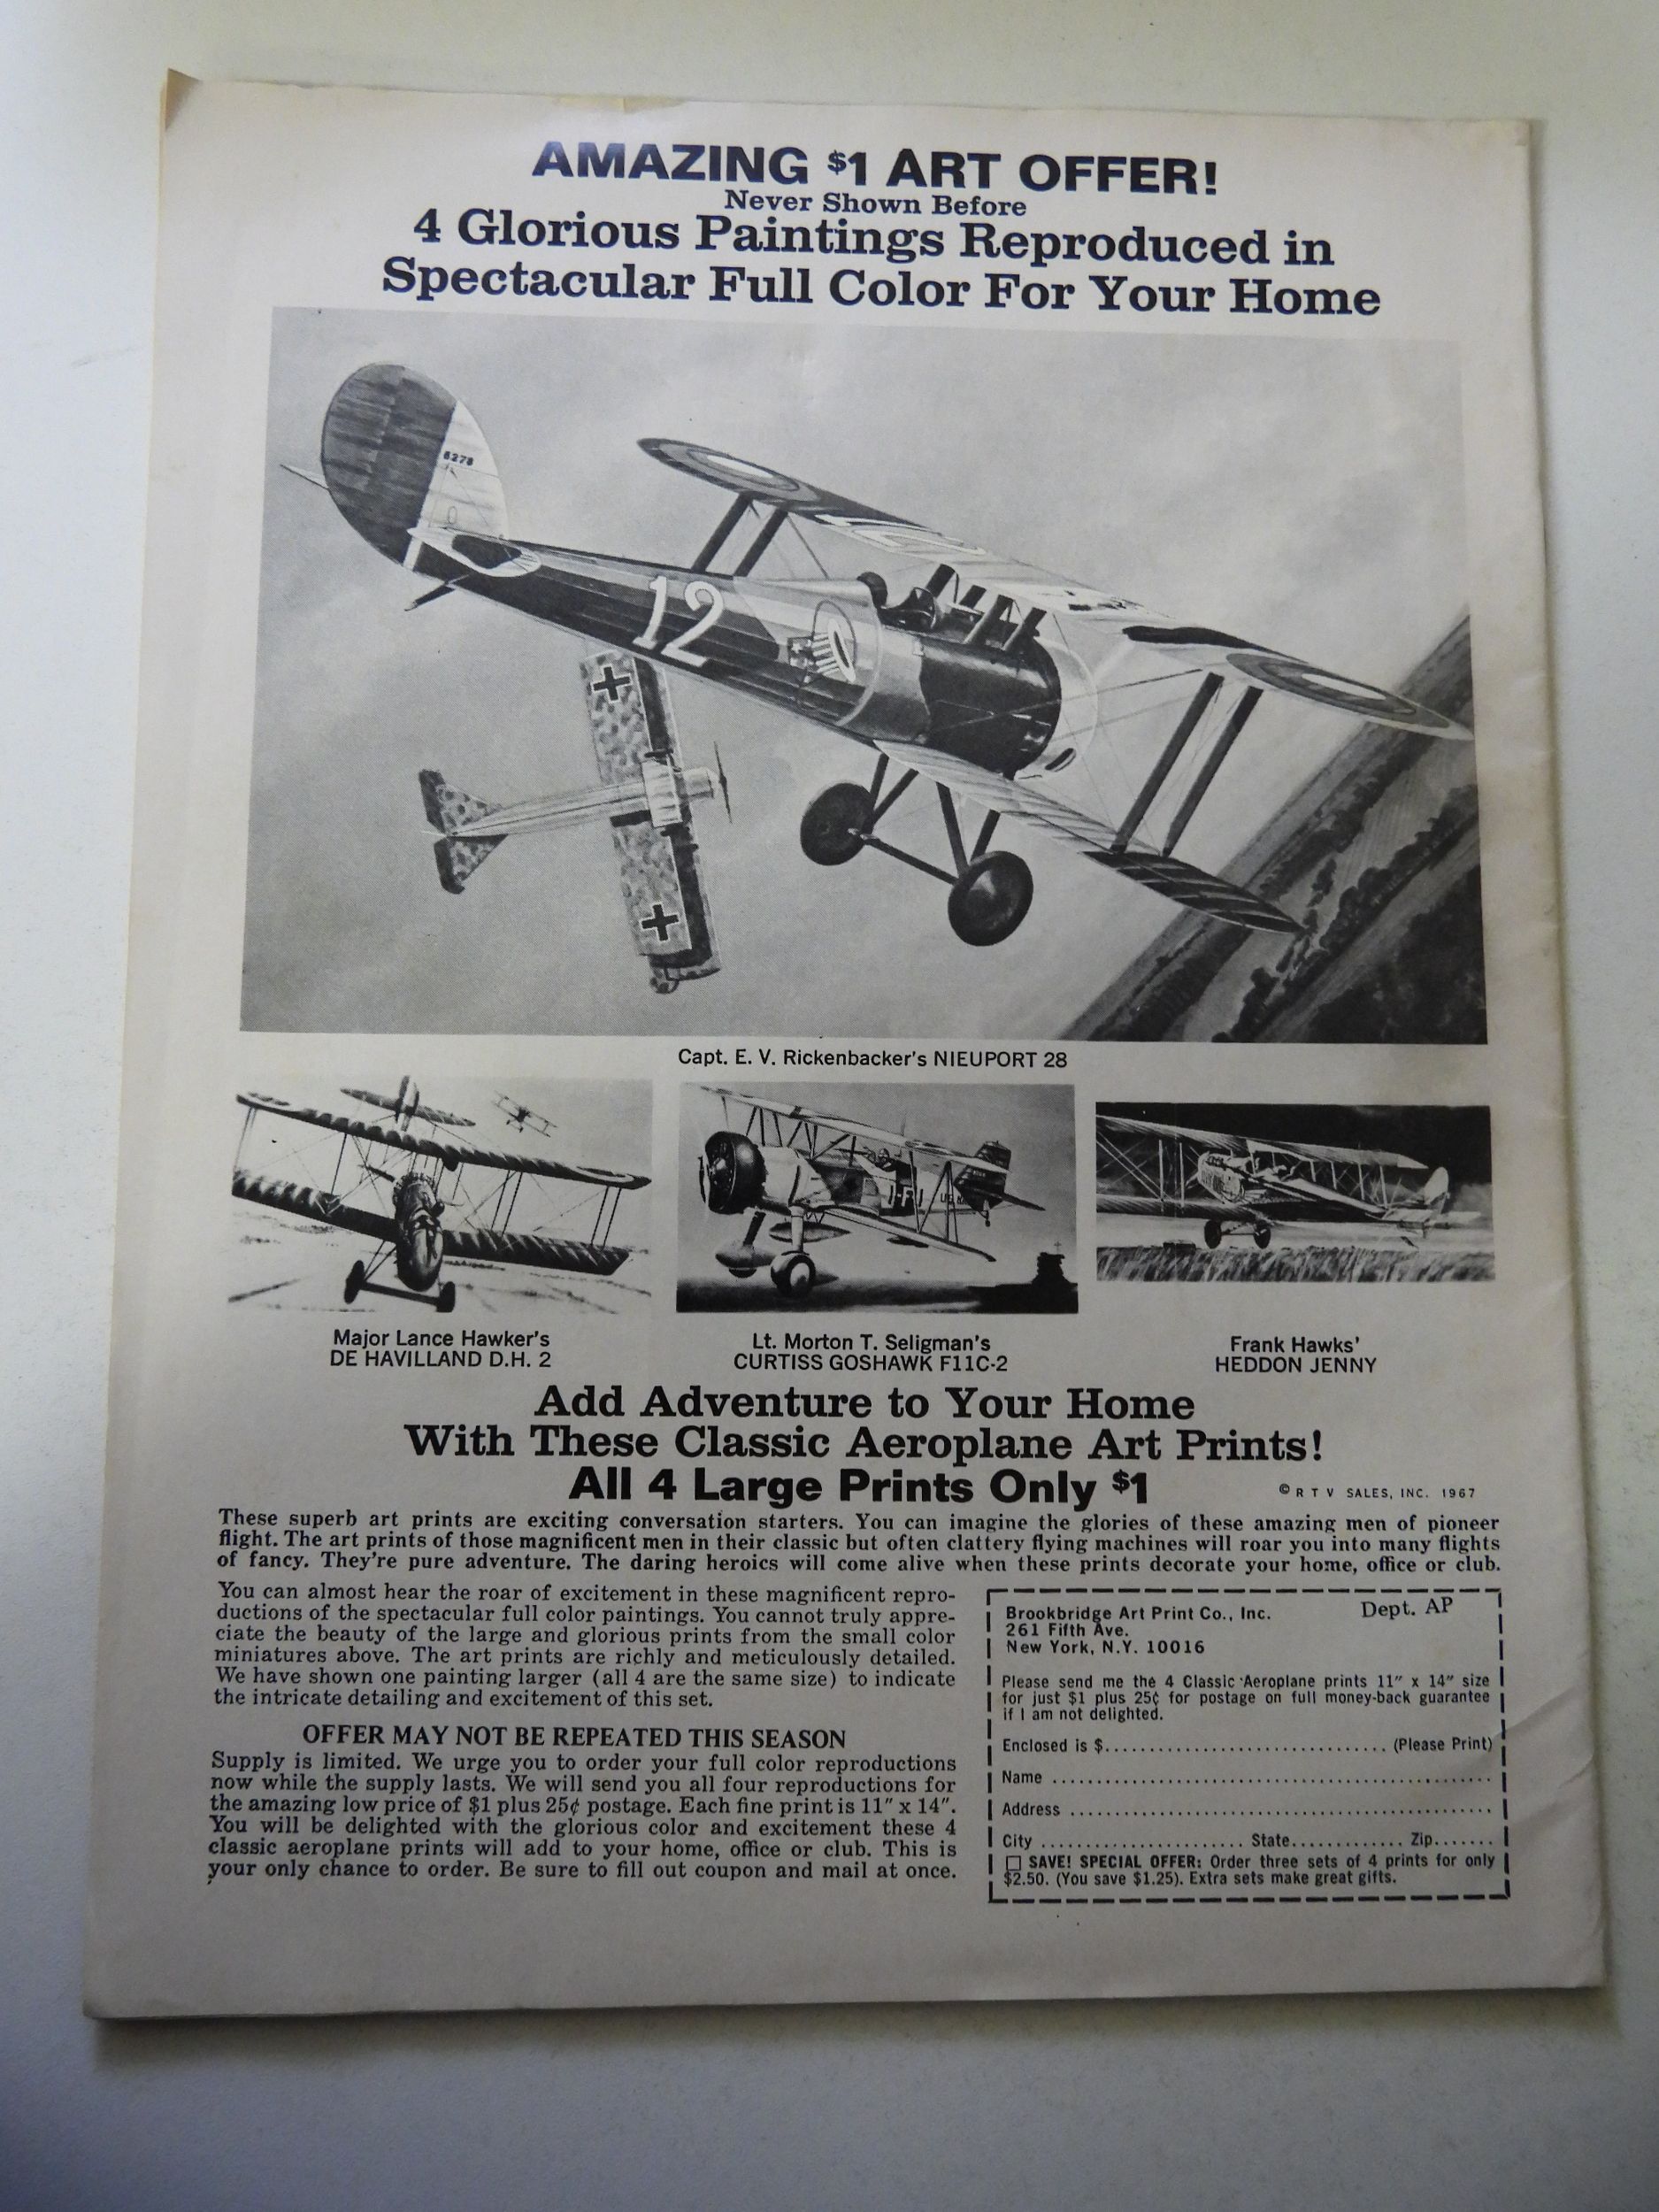 AMAZING $1 ART OFFER!
Never Shown Before
4 Glorious Paintings Reproduced in
Spectacular Full Color For Your Home
6276
12
Capt. E. V. Rickenbacker's NIEUPORT 28
Major Lance Hawker's
DE HAVILLAND D.H. 2
Lt. Morton T. Seligman's
CURTISS GOSHAWK F11C-2
Frank Hawks'
HEDDON JENNY
Add Adventure to Your Home
With These Classic Aeroplane Art Prints!
All 4 Large Prints Only $1
© R T V SALES, INC. 1967
These superb art prints are exciting conversation starters. You can imagine the glories of these amazing men of pioneer
flight. The art prints of those magnificent men in their classic but often clattery flying machines will roar you into many flights
of fancy. They're pure adventure. The daring heroics will come alive when these prints decorate your home, office or club.
You can almost hear the roar of excitement in these magnificent repro-
ductions of the spectacular full color paintings. You cannot truly appre-
ciate the beauty of the large and glorious prints from the small color
miniatures above. The art prints are richly and meticulously detailed.
We have shown one painting larger (all 4 are the same size) to indicate
the intricate detailing and excitement of this set.
OFFER MAY NOT BE REPEATED THIS SEASON
Supply is limited. We urge you to order your full color reproductions
now while the supply lasts. We will send you all four reproductions for
the amazing low price of $1 plus 25¢ postage. Each fine print is 11" x 14".
You will be delighted with the glorious color and excitement these 4
classic aeroplane prints will add to your home, office or club. This is
your only chance to order. Be sure to fill out coupon and mail at once.
Brookbridge Art Print Co., Inc. Dept. AP
261 Fifth Ave.
New York, N.Y. 10016
Please send me the 4 Classic Aeroplane prints 11" x 14" size
for just $1 plus 25¢ for postage on full money-back guarantee
if I am not delighted.
Enclosed is $................................ (Please Print)
Name ..................................................
Address ................................................
City ....................... State............ Zip.......
□ SAVE! SPECIAL OFFER: Order three sets of 4 prints for only
$2.50. (You save $1.25). Extra sets make great gifts.